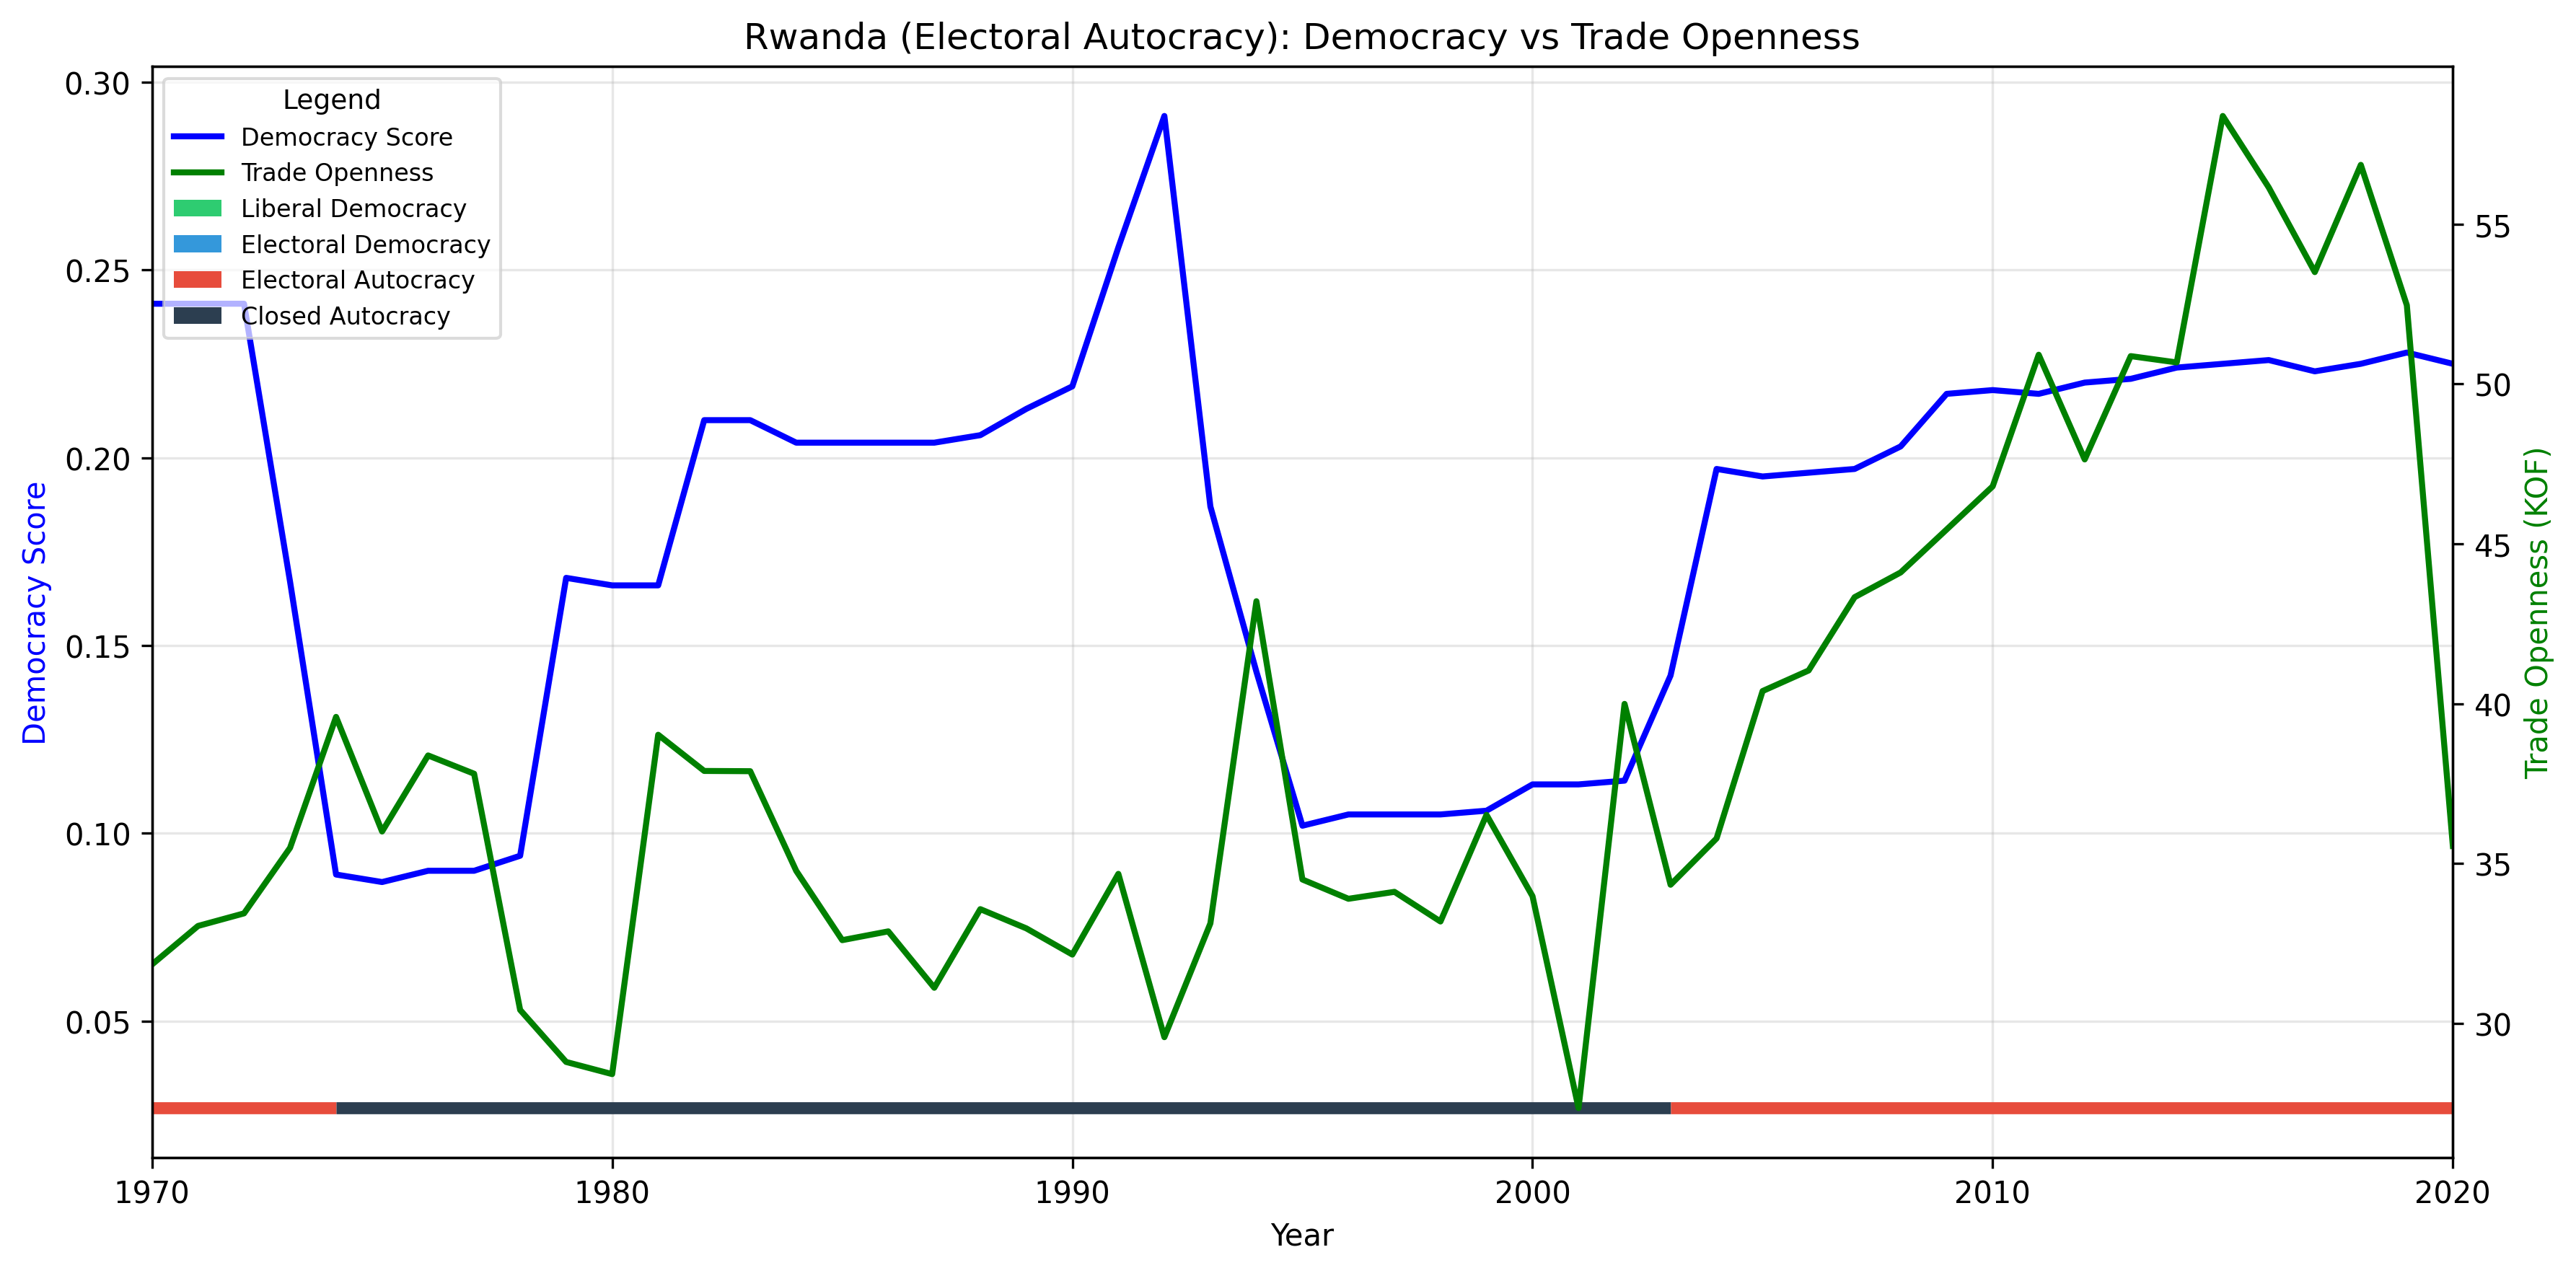 Rwanda (Electoral Autocracy): Democracy vs Trade Openness
Legend
Democracy Score
Trade Openness
Liberal Democracy
Electoral Democracy
Electoral Autocracy
Closed Autocracy
0.30
0.25
0.20
0.15
0.10
0.05
Democracy Score
55
50
45
40
35
30
Trade Openness (KOF)
1970 1980 1990 2000 2010 2020
Year